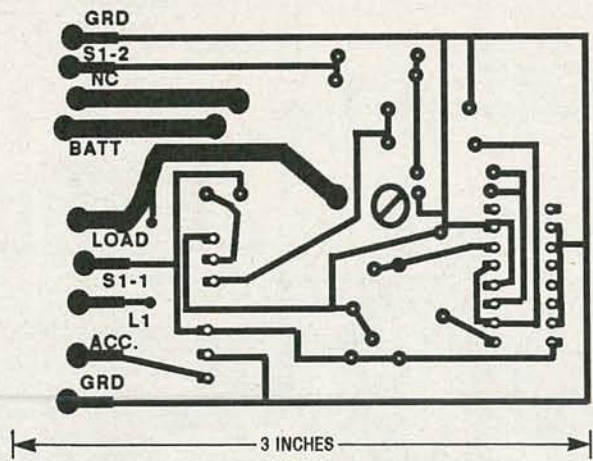 GRD
S1-2
NC
BATT
LOAD
S1-1
L1
ACC.
GRD
3 INCHES